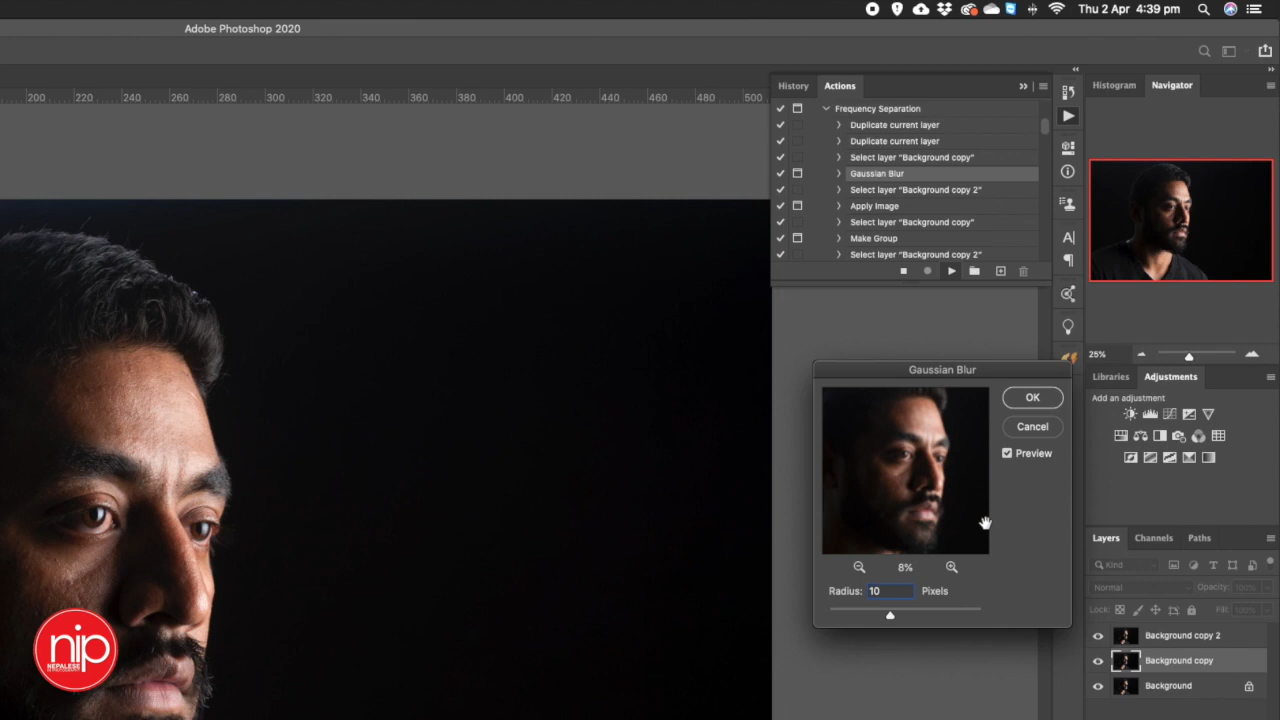 Thu 2 Apr 4:39 pm
Adobe Photoshop 2020
200 220 240 260 280 300 320 340 360 380 400 420 440 460 480 500
History Actions
Frequency Separation
Duplicate current layer
Duplicate current layer
Select layer "Background copy"
Gaussian Blur
Select layer "Background copy 2"
Apply Image
Select layer "Background copy"
Make Group
Select layer "Background copy 2"
Histogram Navigator
25%
Libraries Adjustments
Add an adjustment
Gaussian Blur
OK
Cancel
Preview
8%
Radius: 10 Pixels
Layers Channels Paths
Kind
Normal Opacity: 100%
Lock: Fill: 100%
Background copy 2
Background copy
Background
nip
NEPALESE
IN PHOTOGRAPHY